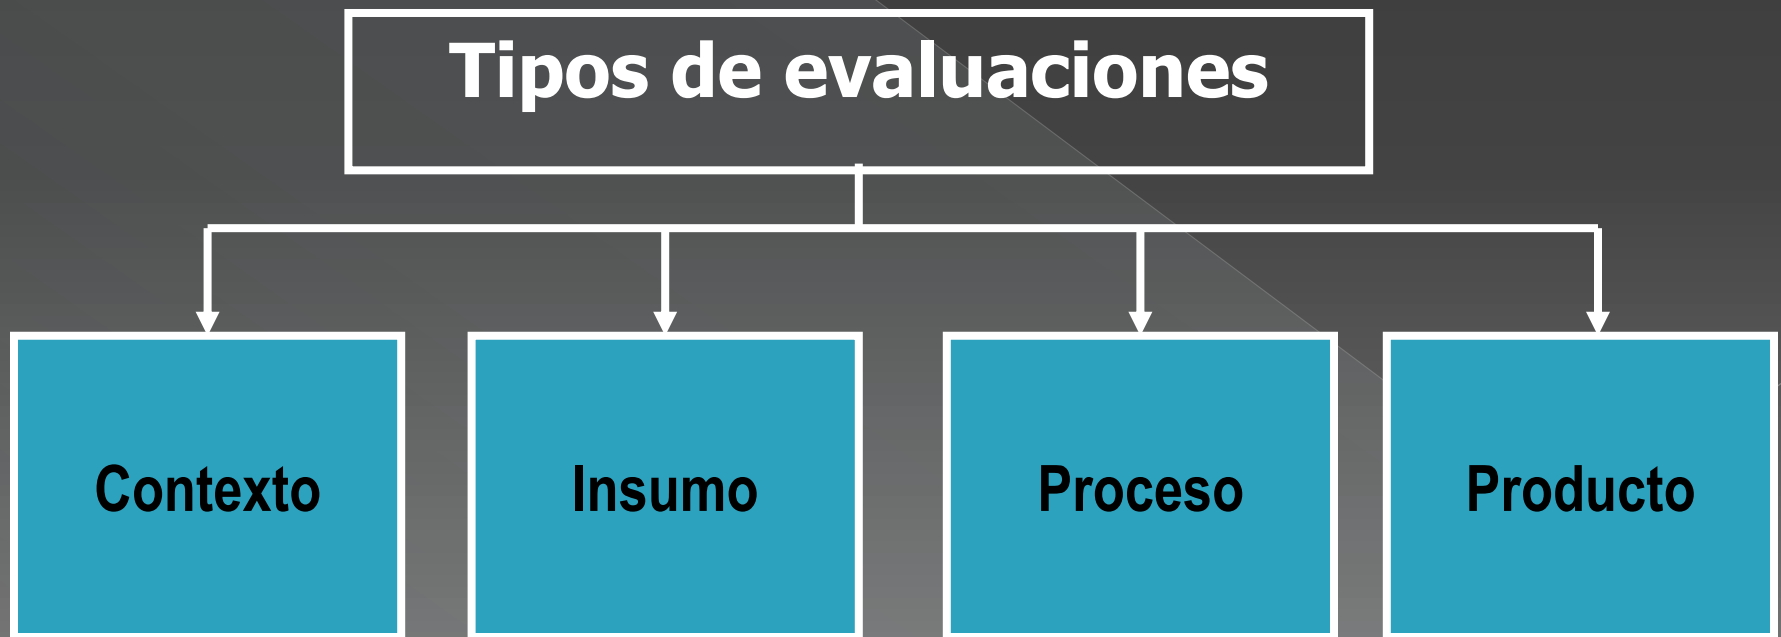 Tipos de evaluaciones
Contexto
Insumo
Proceso
Producto